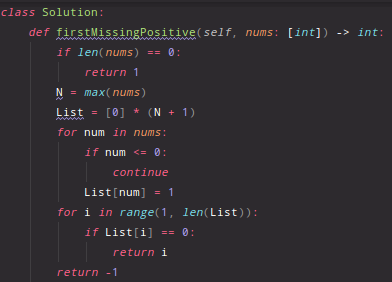 class Solution:
    def firstMissingPositive(self, nums: [int]) -> int:
        if len(nums) == 0:
            return 1
        N = max(nums)
        List = [0] * (N + 1)
        for num in nums:
            if num <= 0:
                continue
            List[num] = 1
        for i in range(1, len(List)):
            if List[i] == 0:
                return i
        return -1